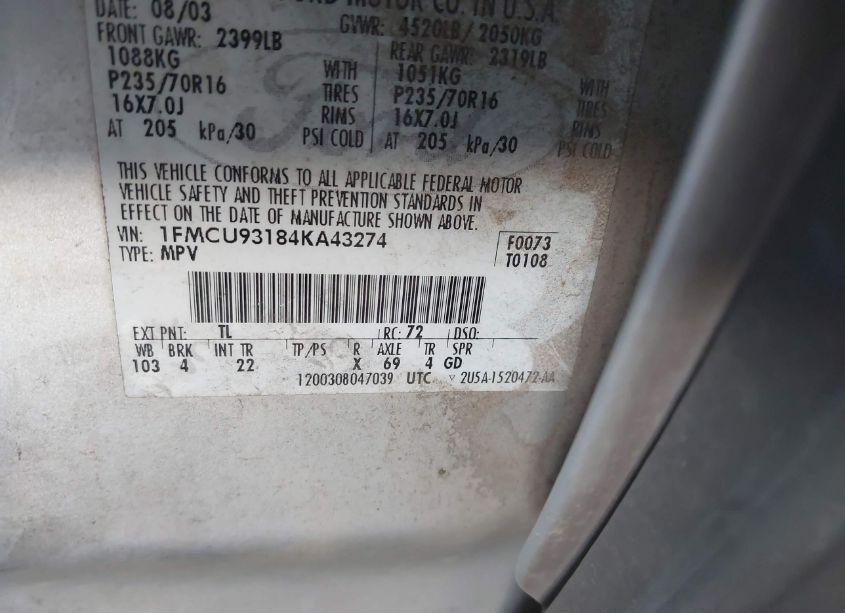 DATE: 08/03
FORD MOTOR CO. IN U.S.A.
FRONT GAWR: 2399LB
1088KG
P235/70R16
16X7.0J
AT 205 kPa/30
WITH
TIRES
RIMS
PSI COLD
GVWR: 4520LB/ 2050KG
REAR GAWR: 2319LB
1051KG
P235/70R16
16X7.0J
AT 205 kPa/30
WITH
TIRES
RIMS
PSI COLD
THIS VEHICLE CONFORMS TO ALL APPLICABLE FEDERAL MOTOR
VEHICLE SAFETY AND THEFT PREVENTION STANDARDS IN
EFFECT ON THE DATE OF MANUFACTURE SHOWN ABOVE.
VIN: 1FMCU93184KA43274
TYPE: MPV
F0073
T0108
EXT PNT: TL RC: 72 DSO:
WB BRK INT TR TP/PS R AXLE TR SPR
103 4 22 X 69 4 GD
1200308047039 UTC ▽ 2U5A-1520472-AA